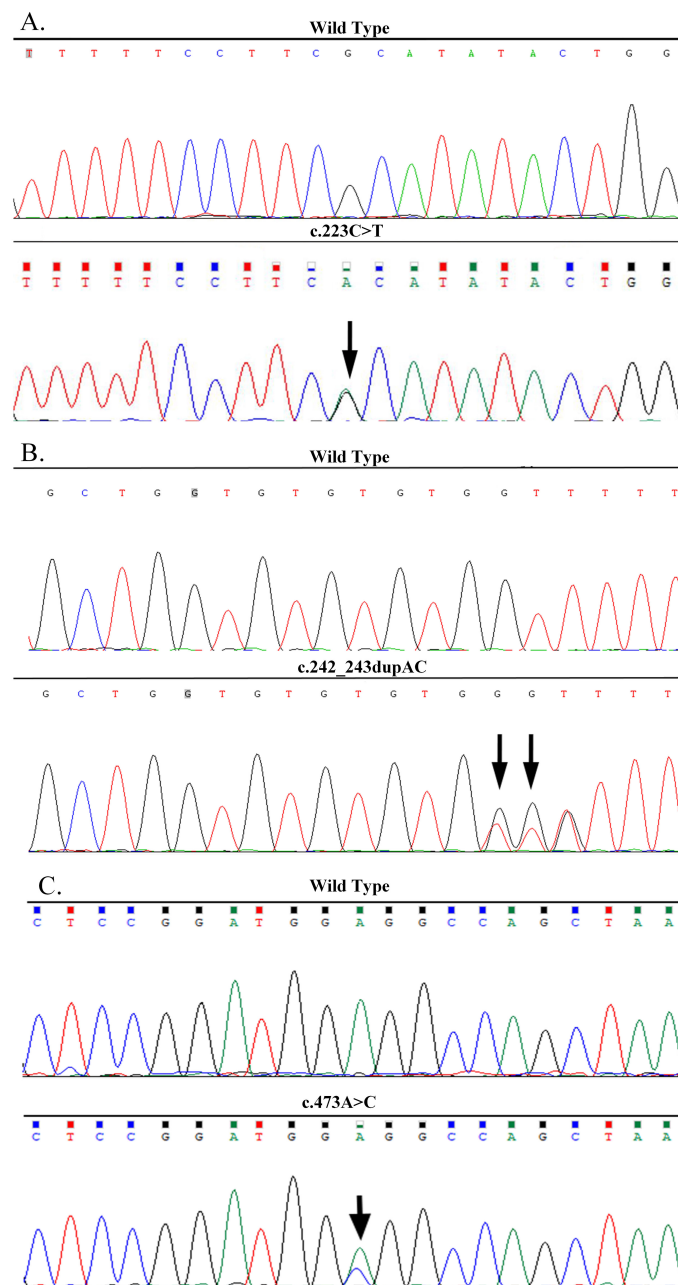 A.
Wild Type
T T T T T C C T T C G C A T A T A C T G G
c.223C>T
T T T T C C T T C A C A T A T A C T G G
B.
Wild Type
G C T G G T G T G T G T G G T T T T T
c.242_243dupAC
G C T G G T G T G T G T G G G T T T T
C.
Wild Type
C T C C G G A T G G A G G C C A G C T A A
c.473A>C
C T C C G G A T G G A G G C C A G C T A A